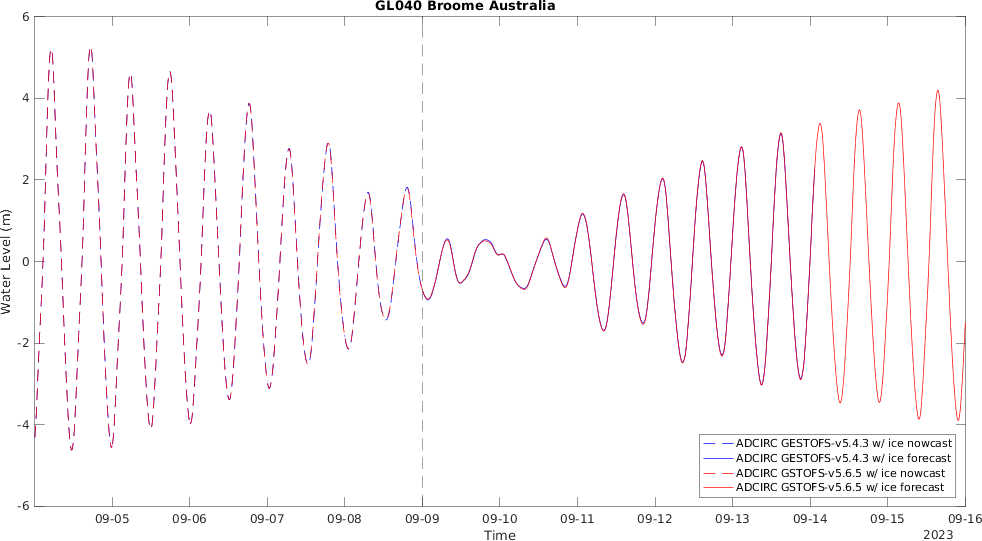 GL040 Broome Australia
6
4
2
0
-2
-4
-6
Water Level (m)
ADCIRC GESTOFS-v5.4.3 w/ ice nowcast
ADCIRC GESTOFS-v5.4.3 w/ ice forecast
ADCIRC GSTOFS-v5.6.5 w/ ice nowcast
ADCIRC GSTOFS-v5.6.5 w/ ice forecast
09-05 09-06 09-07 09-08 09-09 09-10 09-11 09-12 09-13 09-14 09-15 09-16
Time
2023